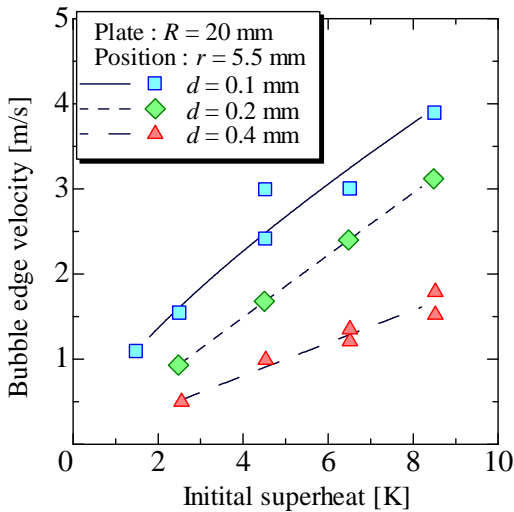 Plate : R = 20 mm
Position : r = 5.5 mm
d = 0.1 mm
d = 0.2 mm
d = 0.4 mm
Bubble edge velocity [m/s]
5
4
3
2
1
0 2 4 6 8 10
Initital superheat [K]